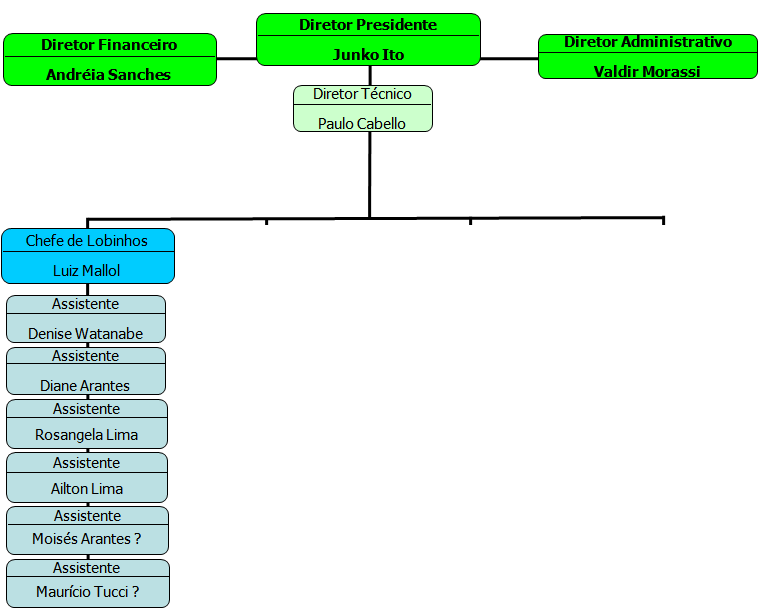 Diretor Presidente
Junko Ito
Diretor Financeiro
Andréia Sanches
Diretor Administrativo
Valdir Morassi
Diretor Técnico
Paulo Cabello
Chefe de Lobinhos
Luiz Mallol
Assistente
Denise Watanabe
Assistente
Diane Arantes
Assistente
Rosangela Lima
Assistente
Ailton Lima
Assistente
Moisés Arantes ?
Assistente
Maurício Tucci ?